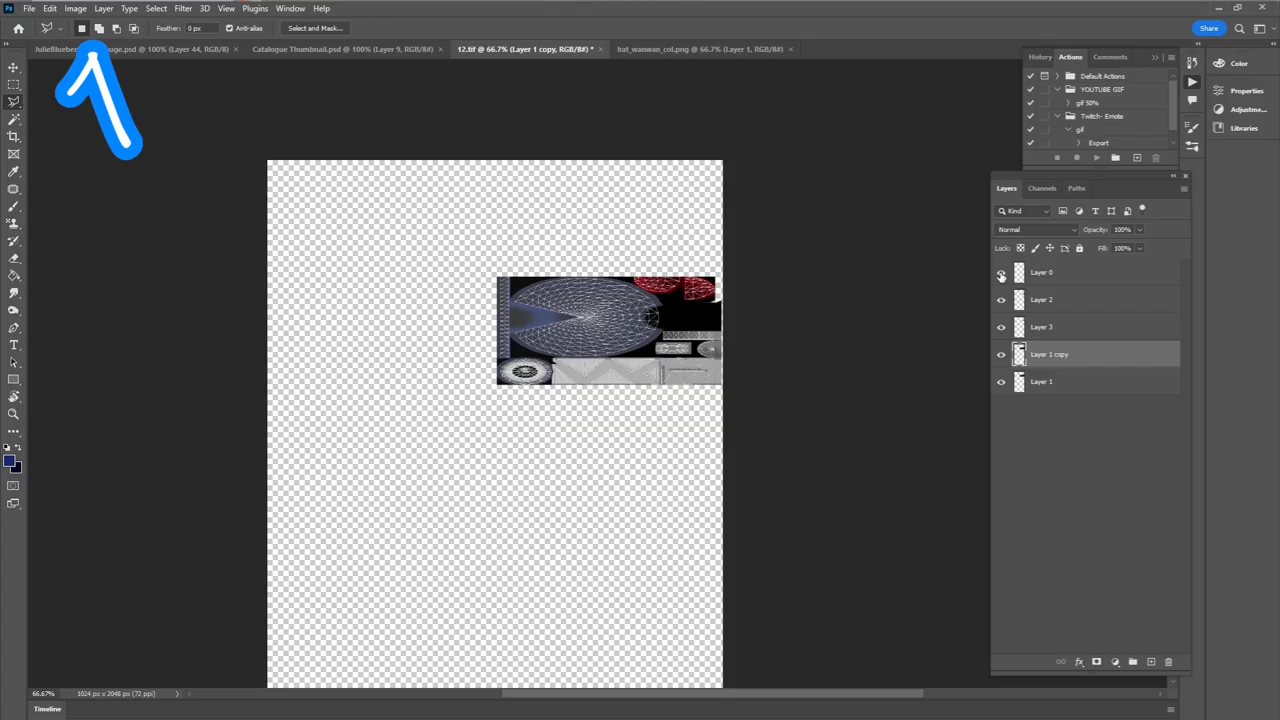 Ps File Edit Image Layer Type Select Filter 3D View Plugins Window Help
Feather: 0 px Anti-alias Select and Mask... Share
JulieBlueber uge.psd @ 100% (Layer 44, RGB/8) × Catalogue Thumbnail.psd @ 100% (Layer 9, RGB/8#) × 12.tif @ 66.7% (Layer 1 copy, RGB/8#) * × hat_wanwan_col.png @ 66.7% (Layer 1, RGB/8#) ×
History Actions Comments
Color
Default Actions
YOUTUBE GIF
Properties
gif 50%
Adjustme...
Twitch- Emote
Libraries
gif
Export
Layers Channels Paths
Kind
Normal Opacity: 100%
Lock: Fill: 100%
Layer 0
Layer 2
Layer 3
Layer 1 copy
Layer 1
fx
66.67% 1024 px x 2048 px (72 ppi)
Timeline